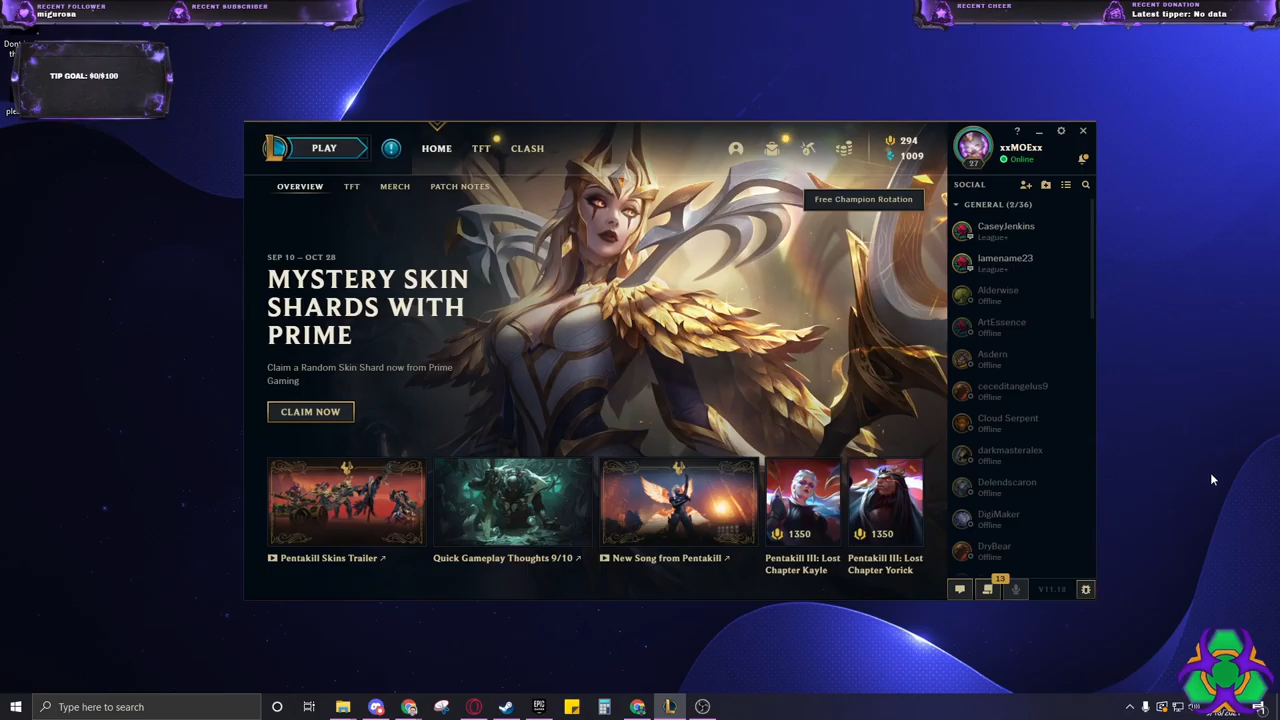 RECENT FOLLOWER
migurosa
RECENT SUBSCRIBER
RECENT CHEER
RECENT DONATION
Latest tipper: No data
TIP GOAL: $0/$100
PLAY
HOME
TFT
CLASH
294
1009
27
xxMOExx
Online
OVERVIEW
TFT
MERCH
PATCH NOTES
Free Champion Rotation
SOCIAL
GENERAL (2/36)
CaseyJenkins
League+
lamename23
League+
Alderwise
Offline
ArtEssence
Offline
Asdern
Offline
ceceditangelus9
Offline
Cloud Serpent
Offline
darkmasteralex
Offline
Delendscaron
Offline
DigiMaker
Offline
DryBear
Offline
SEP 10 – OCT 28
MYSTERY SKIN
SHARDS WITH
PRIME
Claim a Random Skin Shard now from Prime
Gaming
CLAIM NOW
1350
1350
Pentakill Skins Trailer
Quick Gameplay Thoughts 9/10
New Song from Pentakill
Pentakill III: Lost
Chapter Kayle
Pentakill III: Lost
Chapter Yorick
13
V11.18
Type here to search